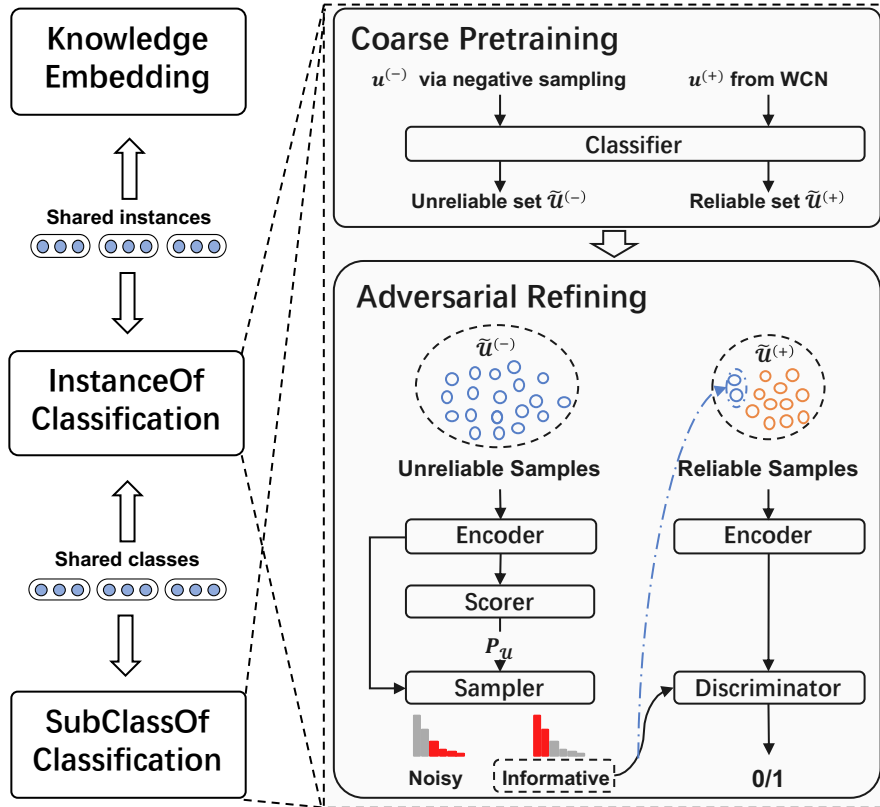 Knowledge
Embedding
Shared instances
InstanceOf
Classification
Shared classes
SubClassOf
Classification
Coarse Pretraining
u⁽⁻⁾ via negative sampling
u⁽⁺⁾ from WCN
Classifier
Unreliable set Ũ⁽⁻⁾
Reliable set Ũ⁽⁺⁾
Adversarial Refining
Ũ⁽⁻⁾
Ũ⁽⁺⁾
Unreliable Samples
Reliable Samples
Encoder
Encoder
Scorer
P_U
Sampler
Discriminator
Noisy
Informative
0/1